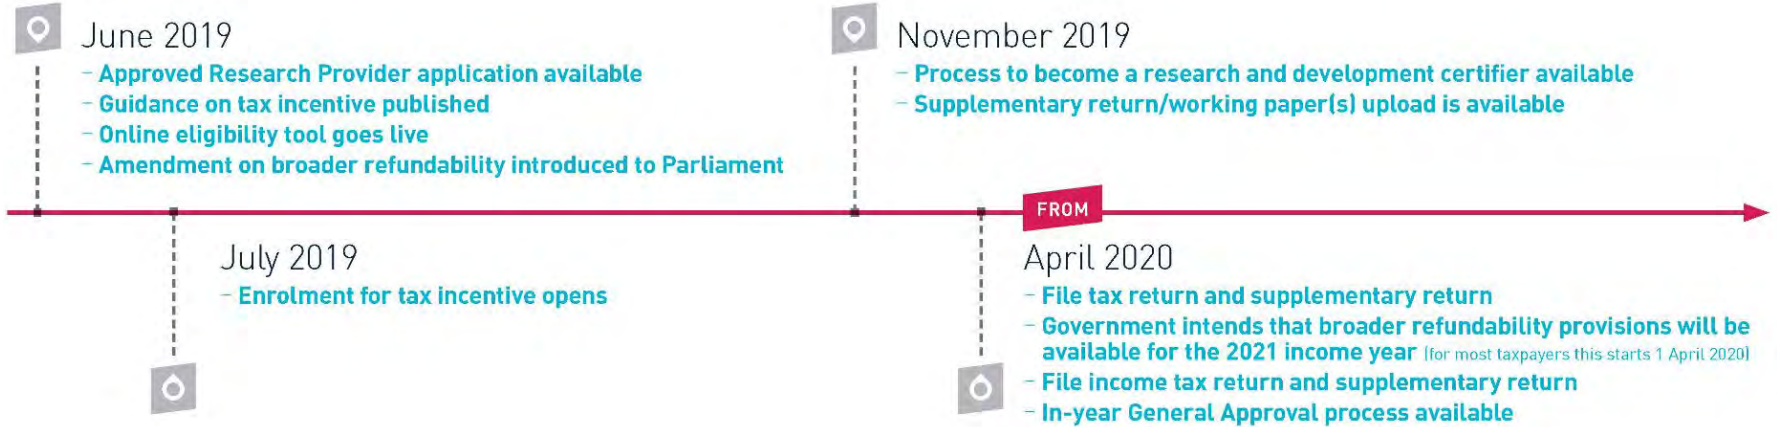 June 2019
– Approved Research Provider application available
– Guidance on tax incentive published
– Online eligibility tool goes live
– Amendment on broader refundability introduced to Parliament
July 2019
– Enrolment for tax incentive opens
November 2019
– Process to become a research and development certifier available
– Supplementary return/working paper(s) upload is available
FROM
April 2020
– File tax return and supplementary return
– Government intends that broader refundability provisions will be
available for the 2021 income year (for most taxpayers this starts 1 April 2020)
– File income tax return and supplementary return
– In-year General Approval process available